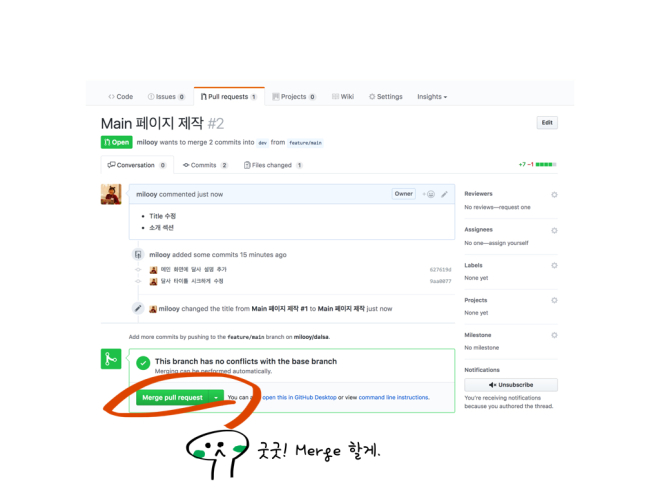 Code Issues 0 Pull requests 1 Projects 0 Wiki Settings Insights
Main 페이지 제작 #2
Edit
Open milooy wants to merge 2 commits into dev from feature/main
Conversation 0 Commits 2 Files changed 1
+7 −1
milooy commented just now
Owner
Title 수정
소개 섹션
milooy added some commits 15 minutes ago
메인 화면에 달사 설명 추가
달사 타이틀 시크하게 수정
milooy changed the title from Main 페이지 제작 #1 to Main 페이지 제작 just now
Add more commits by pushing to the feature/main branch on milooy/dalsa.
This branch has no conflicts with the base branch
Merging can be performed automatically.
Merge pull request
You can open this in GitHub Desktop or view command line instructions.
Reviewers
No reviews—request one
Assignees
No one—assign yourself
Labels
None yet
Projects
None yet
Milestone
No milestone
Notifications
Unsubscribe
You're receiving notifications
because you authored the thread.
굿굿! Merge 할게.